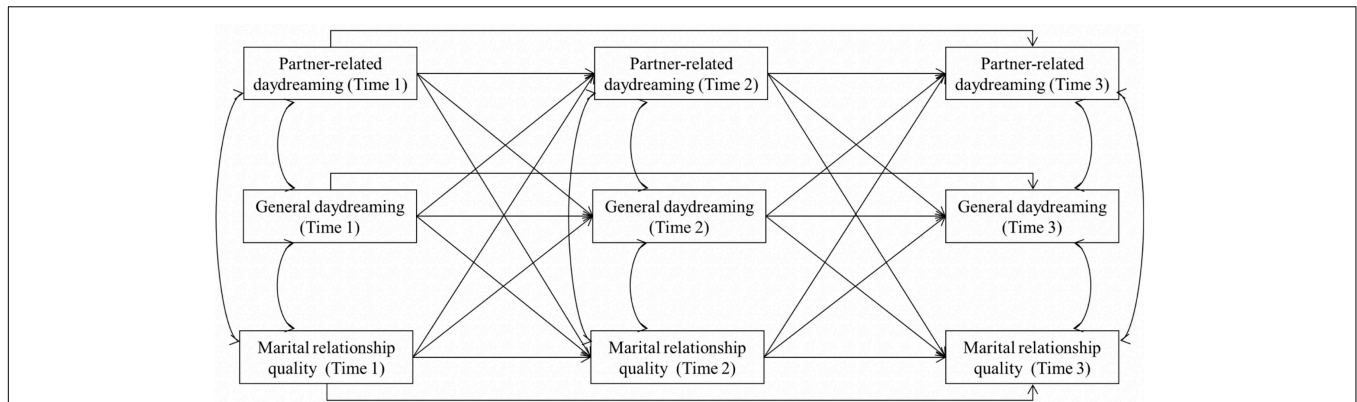 Partner-related
daydreaming (Time 1)
Partner-related
daydreaming (Time 2)
Partner-related
daydreaming (Time 3)
General daydreaming
(Time 1)
General daydreaming
(Time 2)
General daydreaming
(Time 3)
Marital relationship
quality (Time 1)
Marital relationship
quality (Time 2)
Marital relationship
quality (Time 3)